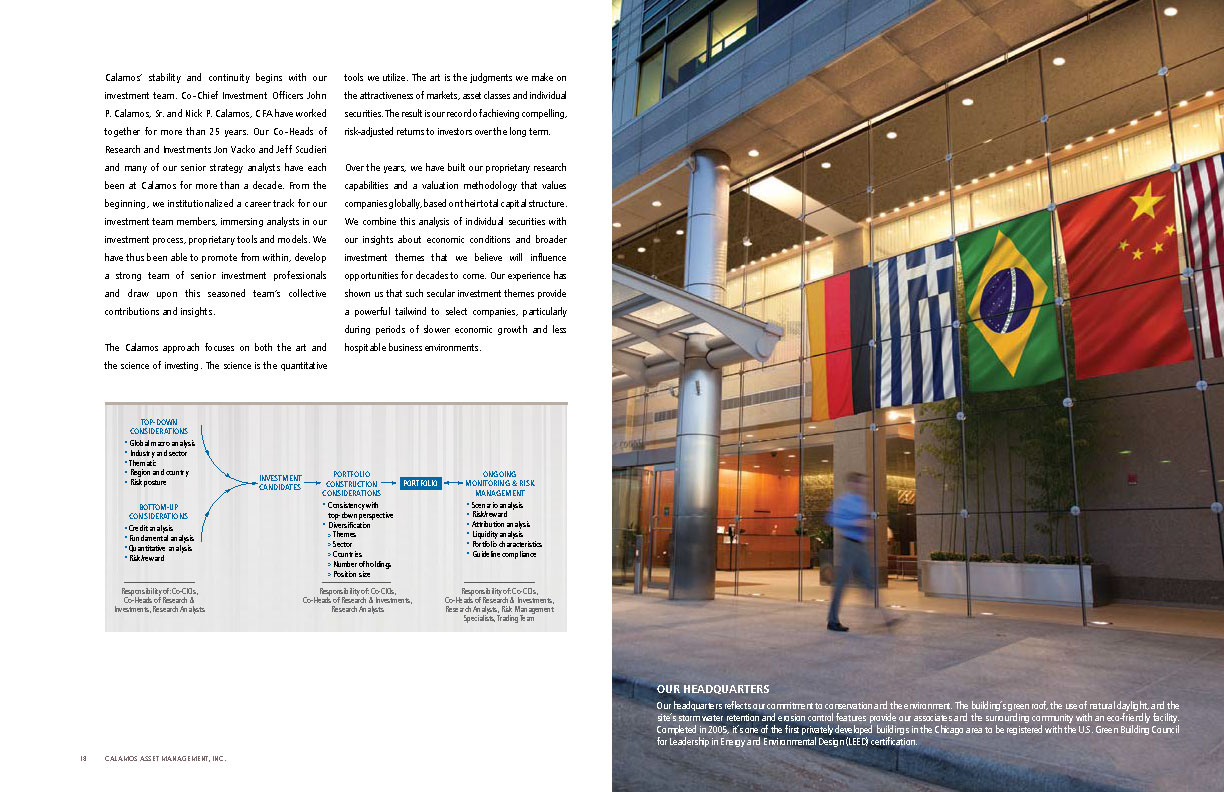 Calamos' stability and continuity begins with our
investment team. Co-Chief Investment Officers John
P. Calamos, Sr. and Nick P. Calamos, CFA have worked
together for more than 25 years. Our Co-Heads of
Research and Investments Jon Vacko and Jeff Scudieri
and many of our senior strategy analysts have each
been at Calamos for more than a decade. From the
beginning, we institutionalized a career track for our
investment team members, immersing analysts in our
investment process, proprietary tools and models. We
have thus been able to promote from within, develop
a strong team of senior investment professionals
and draw upon this seasoned team's collective
contributions and insights.
The Calamos approach focuses on both the art and
the science of investing. The science is the quantitative
tools we utilize. The art is the judgments we make on
the attractiveness of markets, asset classes and individual
securities. The result is our record of achieving compelling,
risk-adjusted returns to investors over the long term.
Over the years, we have built our proprietary research
capabilities and a valuation methodology that values
companies globally, based on their total capital structure.
We combine this analysis of individual securities with
our insights about economic conditions and broader
investment themes that we believe will influence
opportunities for decades to come. Our experience has
shown us that such secular investment themes provide
a powerful tailwind to select companies, particularly
during periods of slower economic growth and less
hospitable business environments.
TOP-DOWN
CONSIDERATIONS
• Global macro analysis
• Industry and sector
• Thematic
• Region and country
• Risk posture
BOTTOM-UP
CONSIDERATIONS
• Credit analysis
• Fundamental analysis
• Quantitative analysis
• Risk/reward
Responsibility of: Co-CIOs,
Co-Heads of Research &
Investments, Research Analysts
INVESTMENT
CANDIDATES
PORTFOLIO
CONSTRUCTION
CONSIDERATIONS
• Consistency with
top-down perspective
• Diversification
> Themes
> Sector
> Countries
> Number of holdings
> Position size
Responsibility of: Co-CIOs,
Co-Heads of Research & Investments,
Research Analysts
PORTFOLIO
ONGOING
MONITORING & RISK
MANAGEMENT
• Scenario analysis
• Risk/reward
• Attribution analysis
• Liquidity analysis
• Portfolio characteristics
• Guideline compliance
Responsibility of: Co-CIOs,
Co-Heads of Research & Investments,
Research Analysts, Risk Management
Specialists, Trading Team
18 CALAMOS ASSET MANAGEMENT, INC.
OUR HEADQUARTERS
Our headquarters reflects our commitment to conservation and the environment. The building's green roof, the use of natural daylight, and the
site's storm water retention and erosion control features provide our associates and the surrounding community with an eco-friendly facility.
Completed in 2005, it's one of the first privately developed buildings in the Chicago area to be registered with the U.S. Green Building Council
for Leadership in Energy and Environmental Design (LEED) certification.